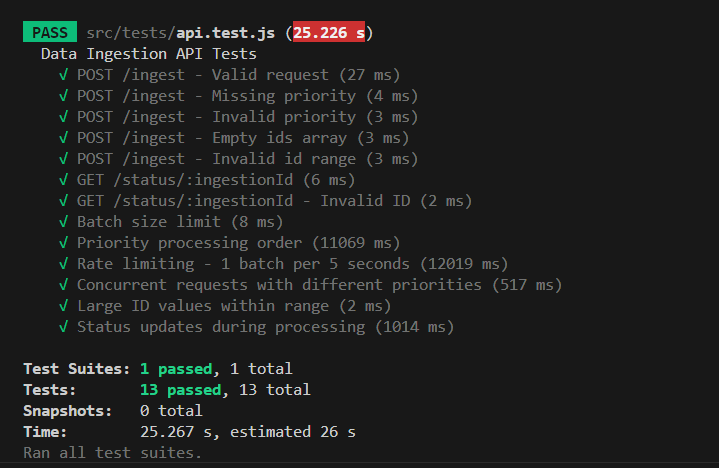 PASS src/tests/api.test.js (25.226 s)
Data Ingestion API Tests
√ POST /ingest - Valid request (27 ms)
√ POST /ingest - Missing priority (4 ms)
√ POST /ingest - Invalid priority (3 ms)
√ POST /ingest - Empty ids array (3 ms)
√ POST /ingest - Invalid id range (3 ms)
√ GET /status/:ingestionId (6 ms)
√ GET /status/:ingestionId - Invalid ID (2 ms)
√ Batch size limit (8 ms)
√ Priority processing order (11069 ms)
√ Rate limiting - 1 batch per 5 seconds (12019 ms)
√ Concurrent requests with different priorities (517 ms)
√ Large ID values within range (2 ms)
√ Status updates during processing (1014 ms)
Test Suites: 1 passed, 1 total
Tests: 13 passed, 13 total
Snapshots: 0 total
Time: 25.267 s, estimated 26 s
Ran all test suites.